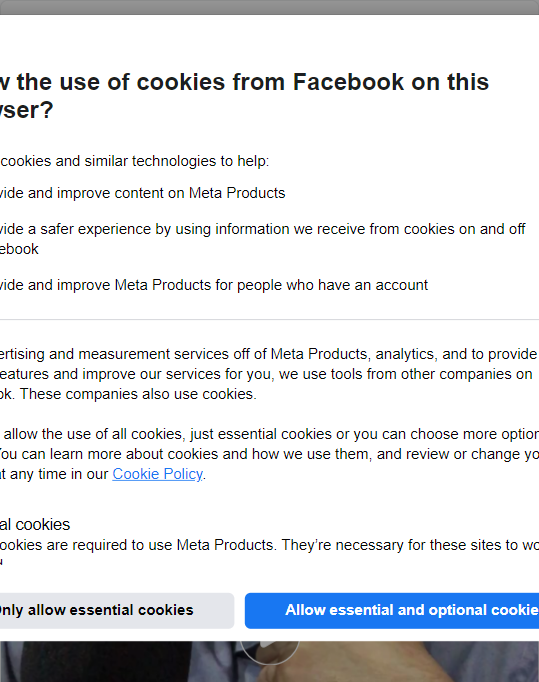 w the use of cookies from Facebook on this
wser?
cookies and similar technologies to help:
vide and improve content on Meta Products
vide a safer experience by using information we receive from cookies on and off
ebook
vide and improve Meta Products for people who have an account
ertising and measurement services off of Meta Products, analytics, and to provide
eatures and improve our services for you, we use tools from other companies on
ok. These companies also use cookies.
allow the use of all cookies, just essential cookies or you can choose more option
You can learn more about cookies and how we use them, and review or change yo
at any time in our Cookie Policy.
al cookies
ookies are required to use Meta Products. They’re necessary for these sites to wo
Only allow essential cookies
Allow essential and optional cookie